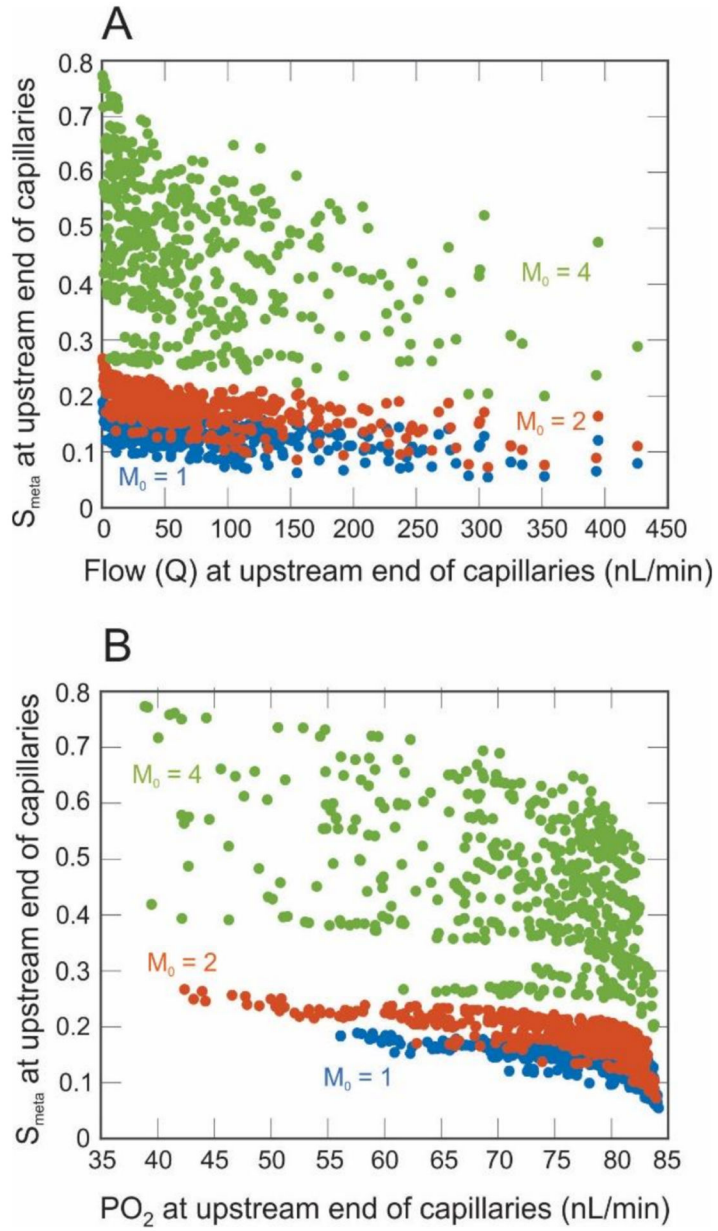 A
S_meta at upstream end of capillaries
0.8
0.7
0.6
0.5
0.4
0.3
0.2
0.1
0
M₀ = 4
M₀ = 2
M₀ = 1
0 50 100 150 200 250 300 350 400 450
Flow (Q) at upstream end of capillaries (nL/min)
B
S_meta at upstream end of capillaries
0.8
0.7
0.6
0.5
0.4
0.3
0.2
0.1
0
M₀ = 4
M₀ = 2
M₀ = 1
35 40 45 50 55 60 65 70 75 80 85
PO₂ at upstream end of capillaries (nL/min)